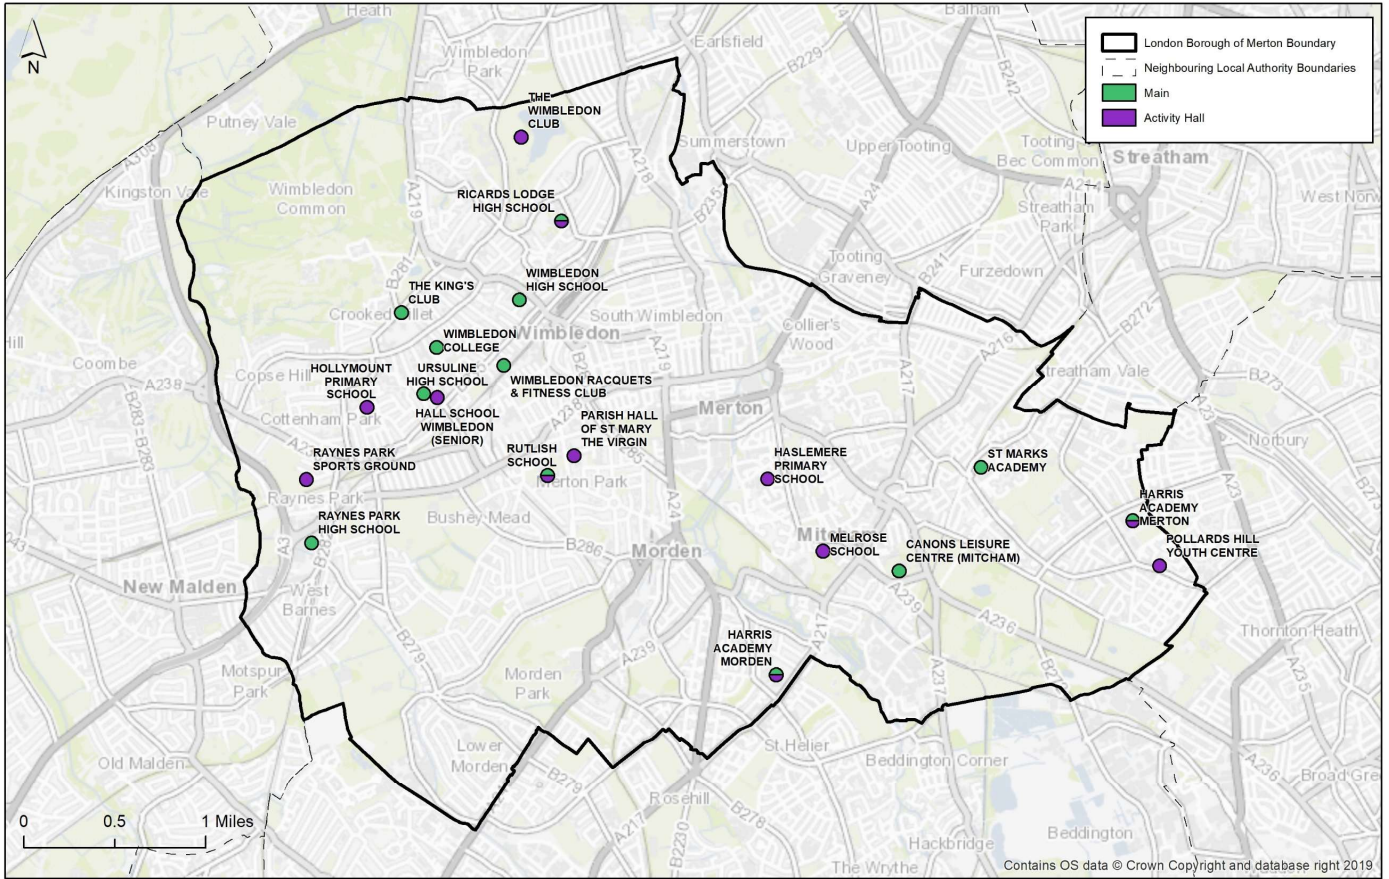 Heath
Balham
Earlsfield
Wimbledon
Park
B229
B242
London Borough of Merton Boundary
Neighbouring Local Authority Boundaries
Main
Activity Hall
N
THE
WIMBLEDON
CLUB
Putney Vale
A308
Summerstown
Upper Tooting
Tooting
Bec Common
Streatham
A218
A24
A214
Kingston Vale
Wimbledon
Common
A219
RICARDS LODGE
HIGH SCHOOL
B235
Streatham
Park
West Norw
Tooting
Graveney
B241
Furzedown
B281
THE KING'S
CLUB
WIMBLEDON
HIGH SCHOOL
Crooked Billet
South Wimbledon
Wimbledon
Collier's
Wood
B272
A216
Hill
Coombe
A238
Copse Hill
WIMBLEDON
COLLEGE
A219
A217
Streatham Vale
B273
HOLLYMOUNT
PRIMARY
SCHOOL
URSULINE
HIGH SCHOOL
WIMBLEDON RACQUETS
& FITNESS CLUB
B283
B283
Cottenham Park
HALL SCHOOL
WIMBLEDON
(SENIOR)
A238
PARISH HALL
OF ST MARY
THE VIRGIN
Merton
A23
Norbury
RAYNES PARK
SPORTS GROUND
RUTLISH
SCHOOL
HASLEMERE
PRIMARY
SCHOOL
ST MARKS
ACADEMY
Raynes Park
Merton Park
A24
A23
RAYNES PARK
HIGH SCHOOL
Bushey Mead
HARRIS
ACADEMY
MERTON
A3
B286
Morden
Mitcham
MELROSE
SCHOOL
CANONS LEISURE
CENTRE (MITCHAM)
POLLARDS HILL
YOUTH CENTRE
New Malden
West
Barnes
A239
A236
Thornton Heath
B279
A239
HARRIS
ACADEMY
MORDEN
A217
Motspur
Park
Morden
Park
A237
A235
Old Malden
Lower
Morden
St Helier
Beddington Corner
B279
A236
Broad Gre
Rosehill
0 0.5 1 Miles
A217
B2230
B278
Hackbridge
Beddington
The Wrythe
Contains OS data © Crown Copyright and database right 2019